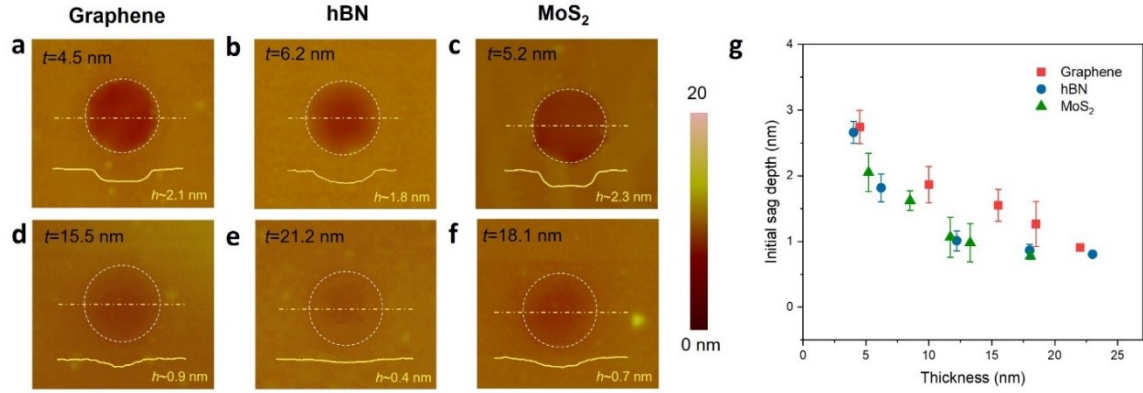 Graphene
hBN
MoS₂
a
t=4.5 nm
h~2.1 nm
b
t=6.2 nm
h~1.8 nm
c
t=5.2 nm
h~2.3 nm
d
t=15.5 nm
h~0.9 nm
e
t=21.2 nm
h~0.4 nm
f
t=18.1 nm
h~0.7 nm
20
0 nm
g
Graphene
hBN
MoS₂
Initial sag depth (nm)
4
3
2
1
0
0
5
10
15
20
25
Thickness (nm)